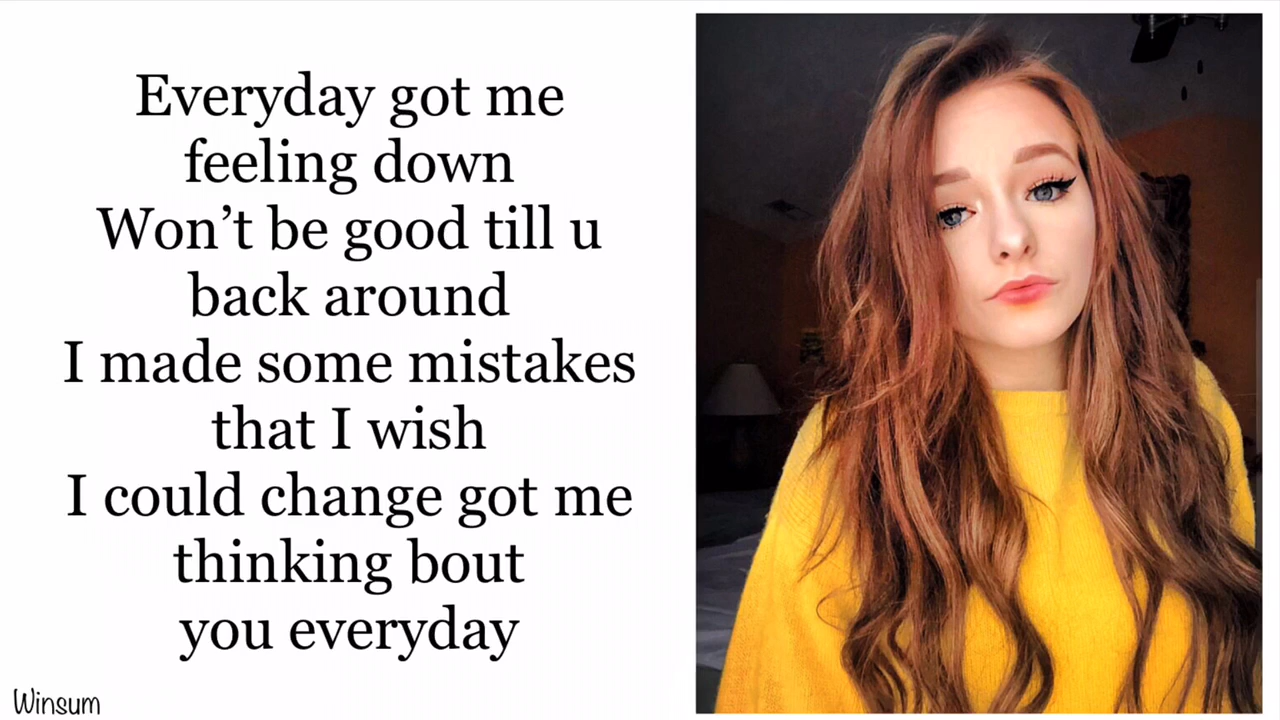 Everyday got me
feeling down
Won’t be good till u
back around
I made some mistakes
that I wish
I could change got me
thinking bout
you everyday
Winsum